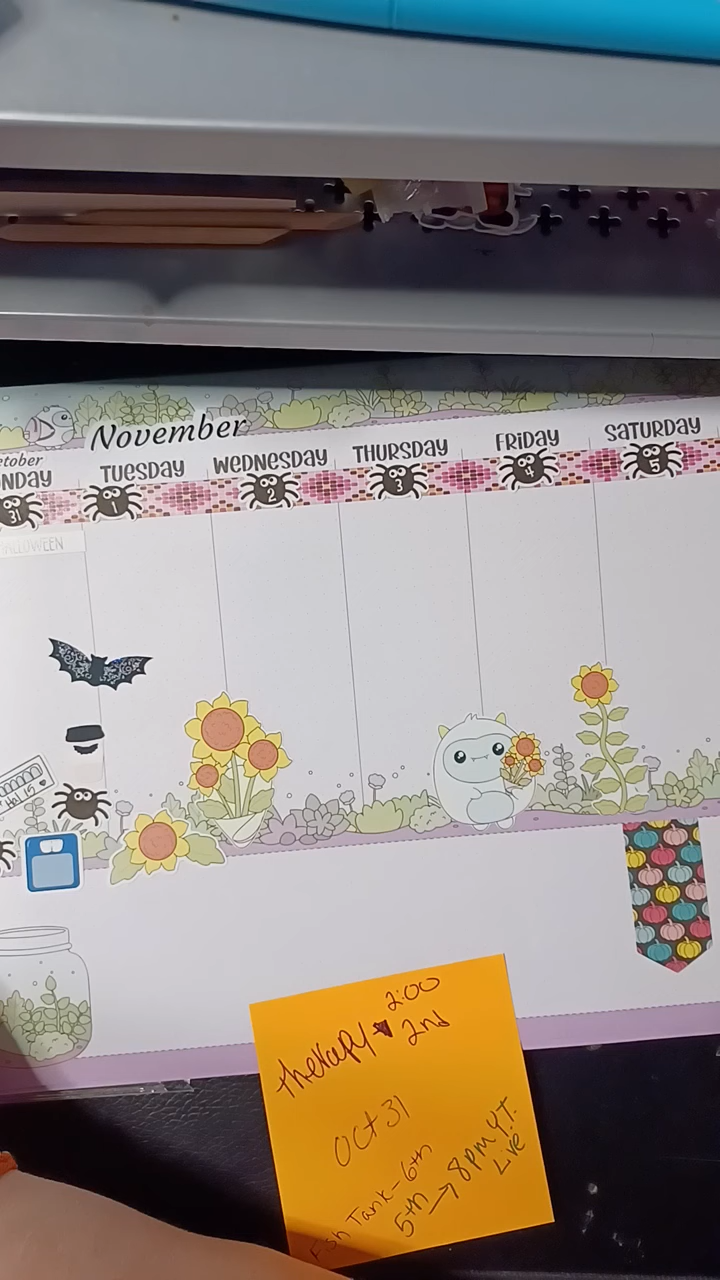 November
TUESDAY WEDNESDAY THURSDAY FRIDAY SATURDAY
31 1 2 3 4 5
therapy 2:00
2nd
Oct 31
Fish Tank-6th
5th → 8pm Y.T.
Live